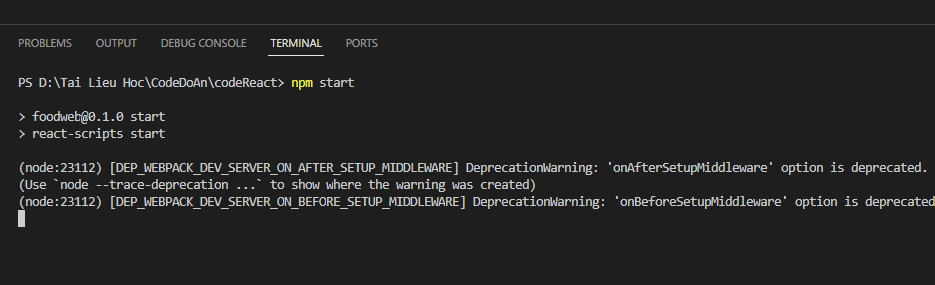 PROBLEMS OUTPUT DEBUG CONSOLE TERMINAL PORTS
PS D:\Tai Lieu Hoc\CodeDoAn\codeReact> npm start
> foodweb@0.1.0 start
> react-scripts start
(node:23112) [DEP_WEBPACK_DEV_SERVER_ON_AFTER_SETUP_MIDDLEWARE] DeprecationWarning: 'onAfterSetupMiddleware' option is deprecated.
(Use `node --trace-deprecation ...` to show where the warning was created)
(node:23112) [DEP_WEBPACK_DEV_SERVER_ON_BEFORE_SETUP_MIDDLEWARE] DeprecationWarning: 'onBeforeSetupMiddleware' option is deprecated